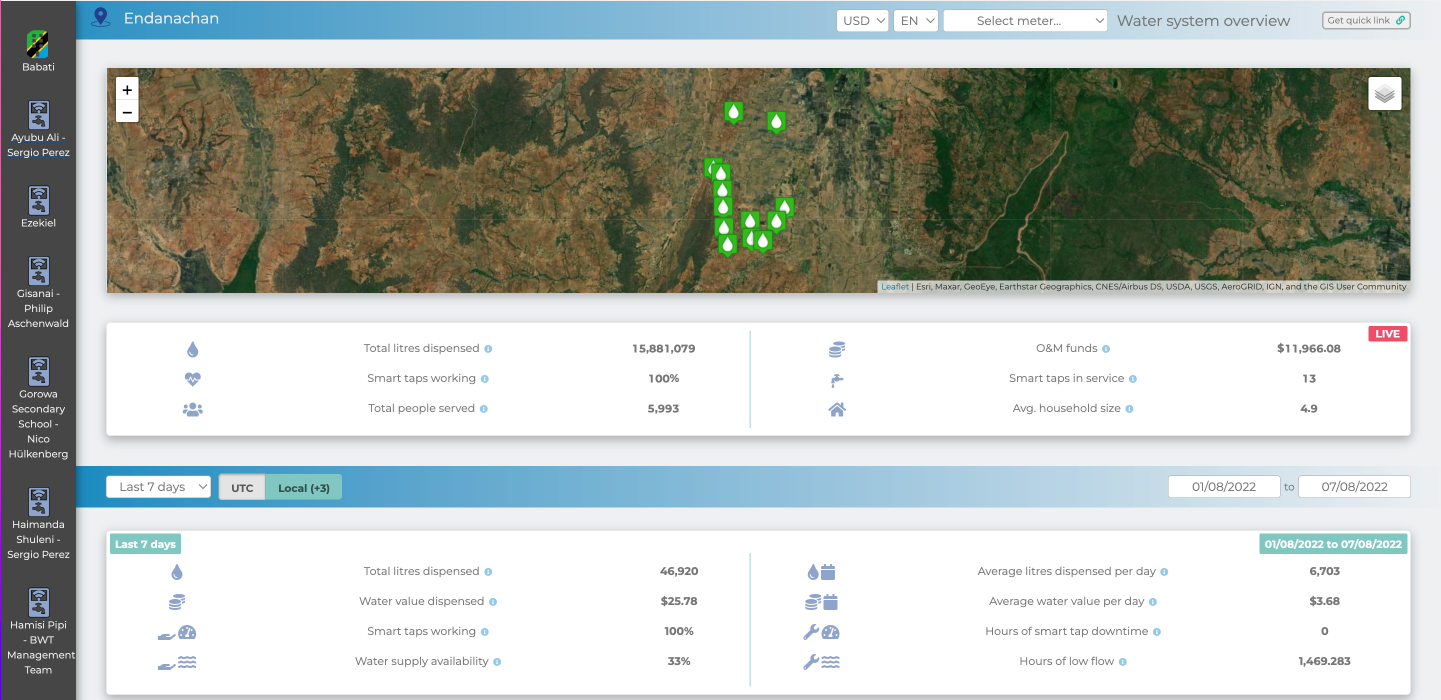 Endanachan
USD
EN
Select meter...
Water system overview
Get quick link
Babati
Ayubu Ali -
Sergio Perez
Ezekiel
Gisanai -
Philip
Aschenwald
Gorowa
Secondary
School -
Nico
Hülkenberg
Haimanda
Shuleni -
Sergio Perez
Hamisi Pipi
- BWT
Management
Team
+
−
Leaflet | Esri, Maxar, GeoEye, Earthstar Geographics, CNES/Airbus DS, USDA, USGS, AeroGRID, IGN, and the GIS User Community
LIVE
Total litres dispensed 15,881,079
Smart taps working 100%
Total people served 5,993
O&M funds $11,966.08
Smart taps in service 13
Avg. household size 4.9
Last 7 days
UTC
Local (+3)
01/08/2022 to 07/08/2022
Last 7 days
01/08/2022 to 07/08/2022
Total litres dispensed 46,920
Water value dispensed $25.78
Smart taps working 100%
Water supply availability 33%
Average litres dispensed per day 6,703
Average water value per day $3.68
Hours of smart tap downtime 0
Hours of low flow 1,469.283